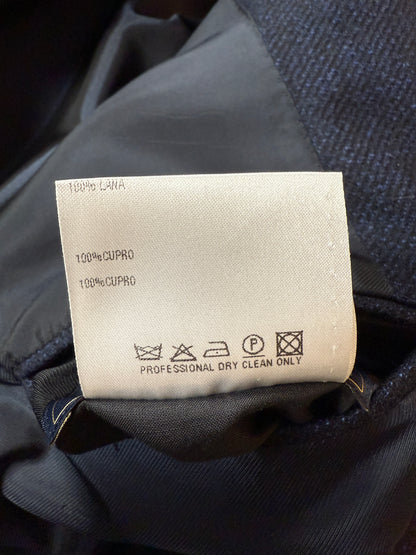 100% LANA
100%CUPRO
100%CUPRO
P
PROFESSIONAL DRY CLEAN ONLY